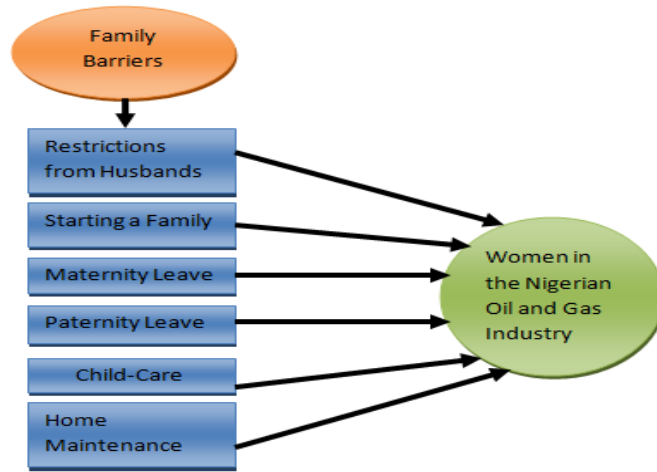 Family
Barriers
Restrictions
from Husbands
Starting a Family
Maternity Leave
Paternity Leave
Child-Care
Home
Maintenance
Women in
the Nigerian
Oil and Gas
Industry